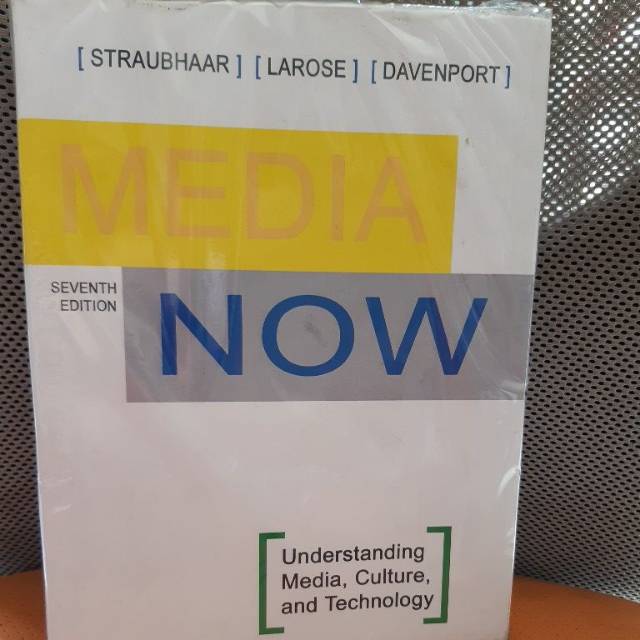 [ STRAUBHAAR ] [ LAROSE ] [ DAVENPORT ]
MEDIA
SEVENTH
EDITION
NOW
Understanding
Media, Culture,
and Technology